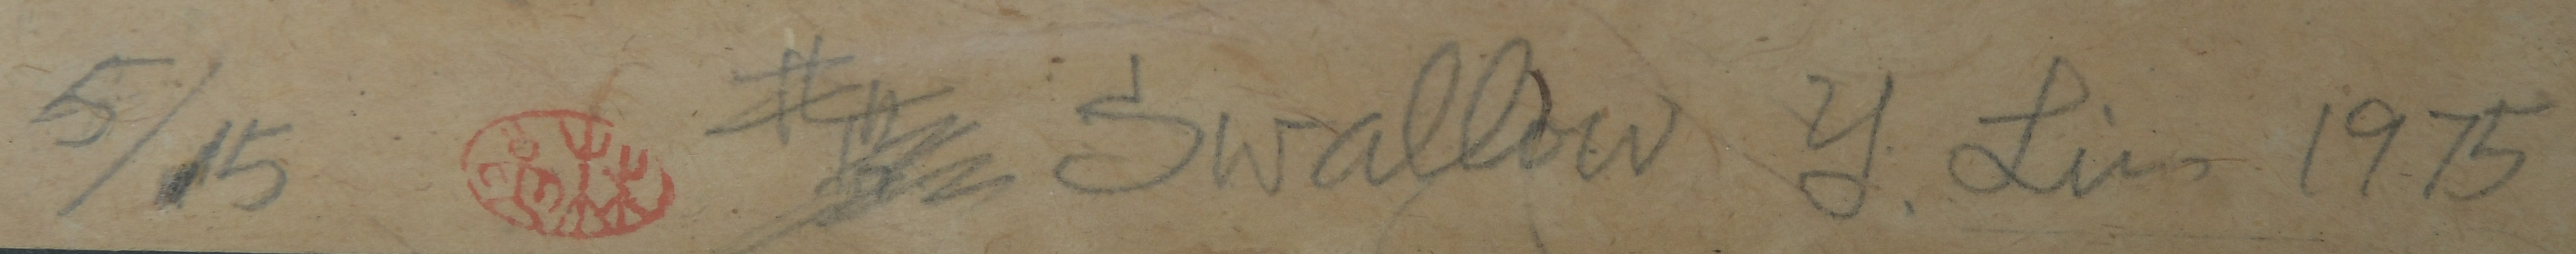 5/15 Swallow Y. Lin 1975